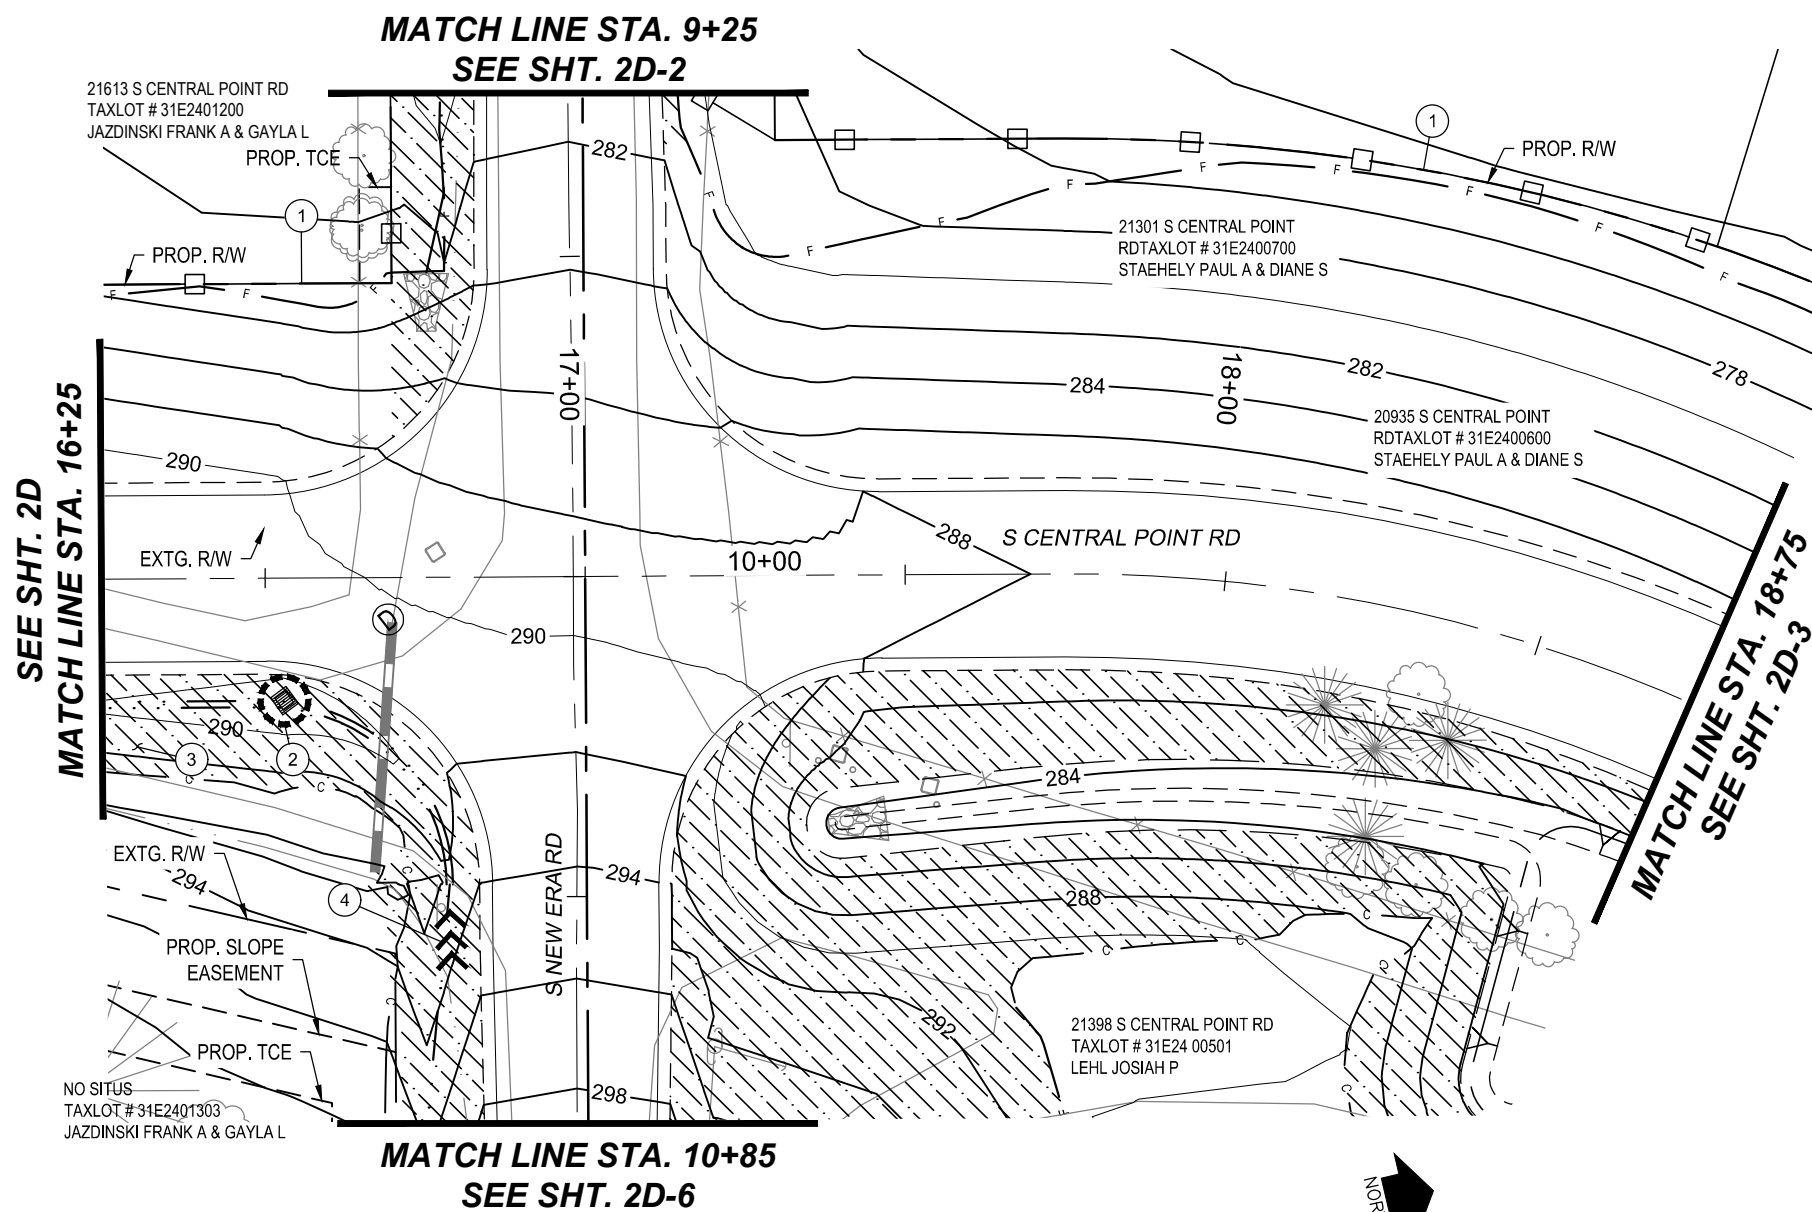 MATCH LINE STA. 9+25
SEE SHT. 2D-2
21613 S CENTRAL POINT RD
TAXLOT # 31E2401200
JAZDINSKI FRANK A & GAYLA L
PROP. TCE
282
1
PROP. R/W
1
PROP. R/W
F
F
F
F
F
F
F
F
F
F
F
F
F
21301 S CENTRAL POINT
RDTAXLOT # 31E2400700
STAEHELY PAUL A & DIANE S
17+00
18+00
282
284
278
20935 S CENTRAL POINT
RDTAXLOT # 31E2400600
STAEHELY PAUL A & DIANE S
SEE SHT. 2D
MATCH LINE STA. 16+25
290
EXTG. R/W
10+00
288
S CENTRAL POINT RD
D
290
MATCH LINE STA. 18+75
SEE SHT. 2D-3
290
3
2
C
C
284
EXTG. R/W
294
4
C
S NEW ERA RD
294
288
C
C
C
C
PROP. SLOPE
EASEMENT
C
292
PROP. TCE
21398 S CENTRAL POINT RD
TAXLOT # 31E24 00501
LEHL JOSIAH P
NO SITUS
TAXLOT # 31E2401303
JAZDINSKI FRANK A & GAYLA L
298
C
MATCH LINE STA. 10+85
SEE SHT. 2D-6